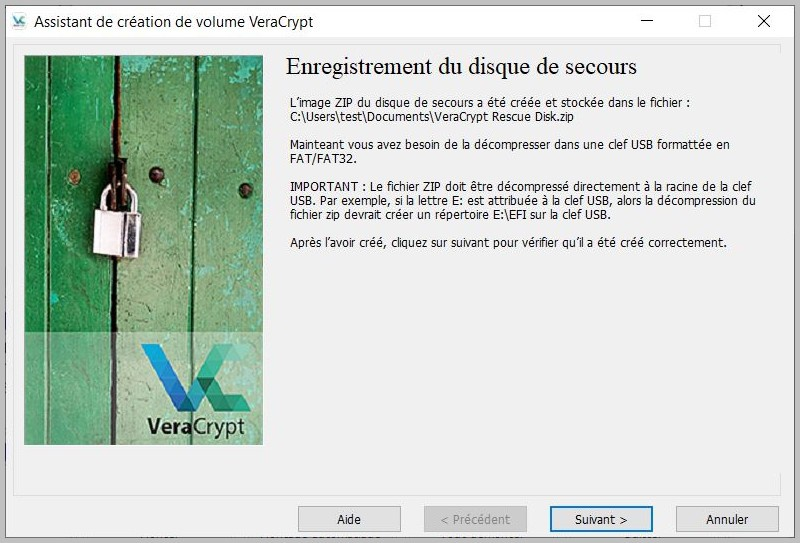 Assistant de création de volume VeraCrypt
Enregistrement du disque de secours
L'image ZIP du disque de secours a été créée et stockée dans le fichier :
C:\Users\test\Documents\VeraCrypt Rescue Disk.zip
Mainteant vous avez besoin de la décompresser dans une clef USB formattée en
FAT/FAT32.
IMPORTANT : Le fichier ZIP doit être décompressé directement à la racine de la clef
USB. Par exemple, si la lettre E: est attribuée à la clef USB, alors la décompression du
fichier zip devrait créer un répertoire E:\EFI sur la clef USB.
Après l'avoir créé, cliquez sur suivant pour vérifier qu'il a été créé correctement.
VeraCrypt
Aide
< Précédent
Suivant >
Annuler